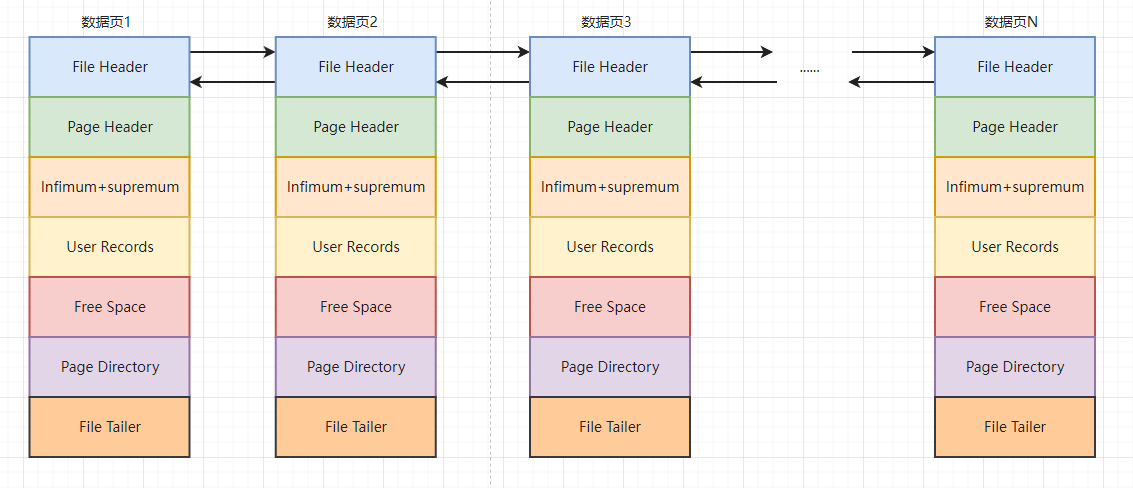 数据页1 数据页2 数据页3 数据页N
File Header File Header File Header ...... File Header
Page Header Page Header Page Header Page Header
Infimum+supremum Infimum+supremum Infimum+supremum Infimum+supremum
User Records User Records User Records User Records
Free Space Free Space Free Space Free Space
Page Directory Page Directory Page Directory Page Directory
File Tailer File Tailer File Tailer File Tailer